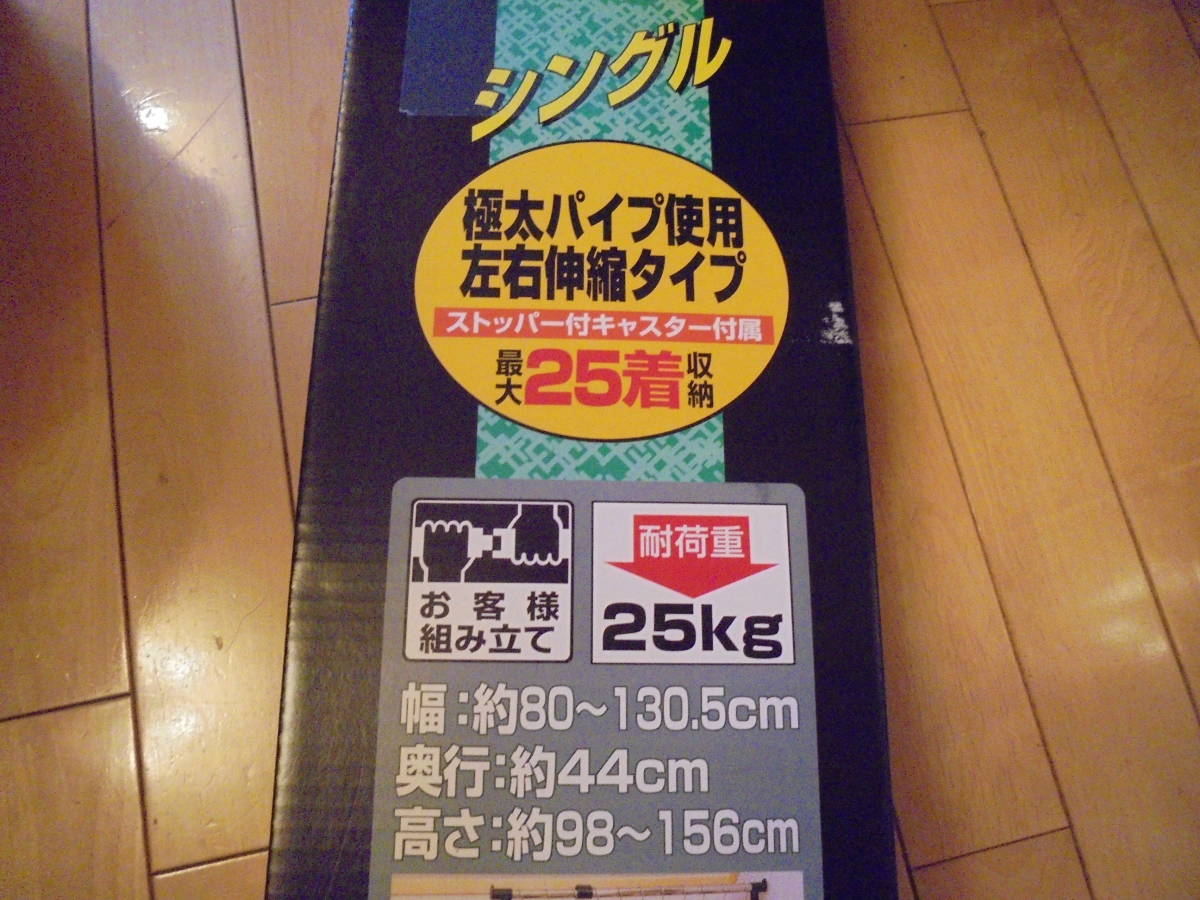 シングル
極太パイプ使用
左右伸縮タイプ
ストッパー付キャスター付属
最大25着収納
お客様
組み立て
耐荷重
25kg
幅:約80〜130.5cm
奥行:約44cm
高さ:約98〜156cm